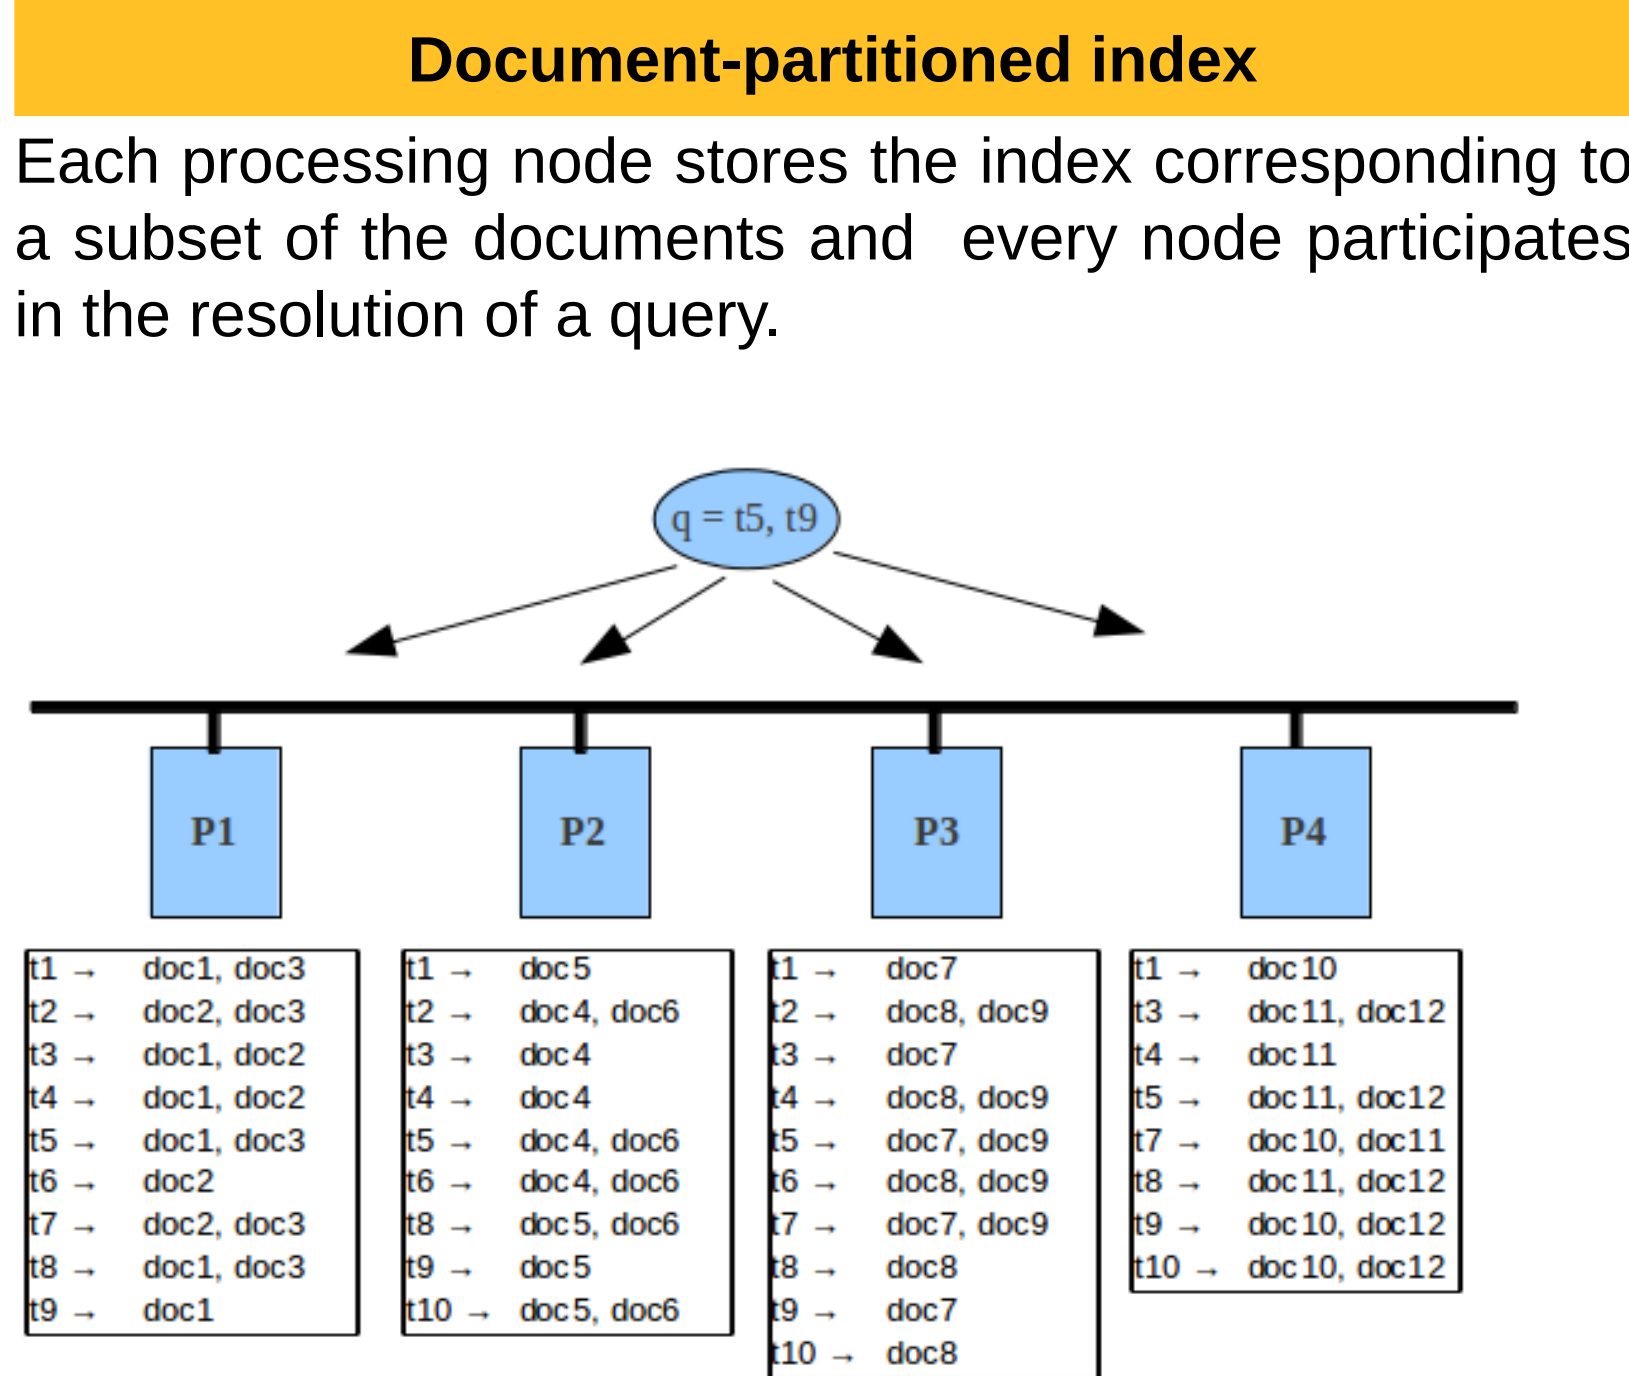 Document-partitioned index
Each processing node stores the index corresponding to
a subset of the documents and every node participates
in the resolution of a query.
q = t5, t9
P1
P2
P3
P4
t1 → doc1, doc3
t2 → doc2, doc3
t3 → doc1, doc2
t4 → doc1, doc2
t5 → doc1, doc3
t6 → doc2
t7 → doc2, doc3
t8 → doc1, doc3
t9 → doc1
t1 → doc5
t2 → doc4, doc6
t3 → doc4
t4 → doc4
t5 → doc4, doc6
t6 → doc4, doc6
t8 → doc5, doc6
t9 → doc5
t10 → doc5, doc6
t1 → doc7
t2 → doc8, doc9
t3 → doc7
t4 → doc8, doc9
t5 → doc7, doc9
t6 → doc8, doc9
t7 → doc7, doc9
t8 → doc8
t9 → doc7
t10 → doc8
t1 → doc10
t3 → doc11, doc12
t4 → doc11
t5 → doc11, doc12
t7 → doc10, doc11
t8 → doc11, doc12
t9 → doc10, doc12
t10 → doc10, doc12